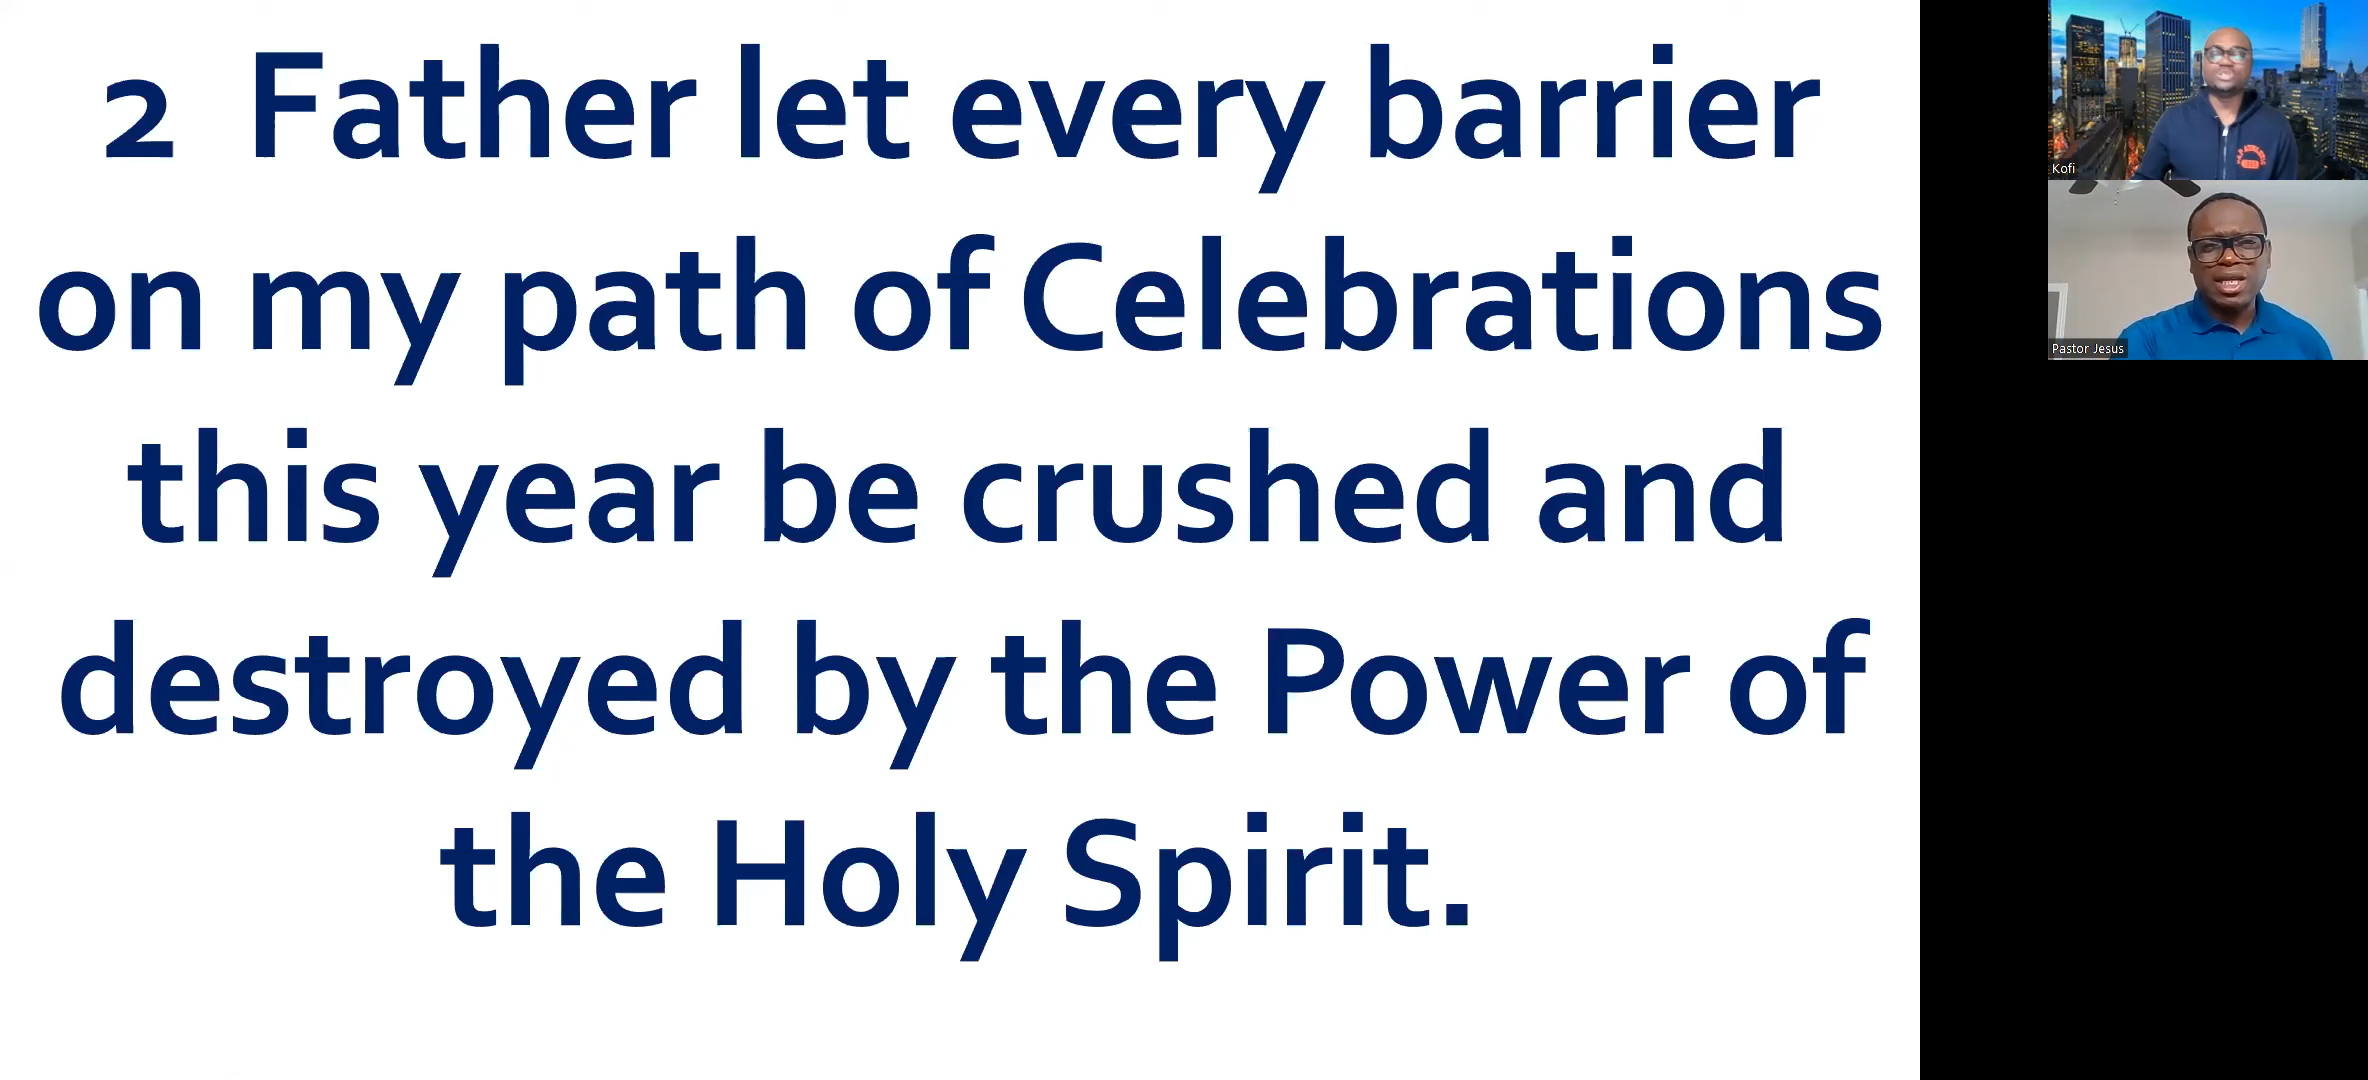 2 Father let every barrier
on my path of Celebrations
this year be crushed and
destroyed by the Power of
the Holy Spirit.
Kofi
Pastor Jesus